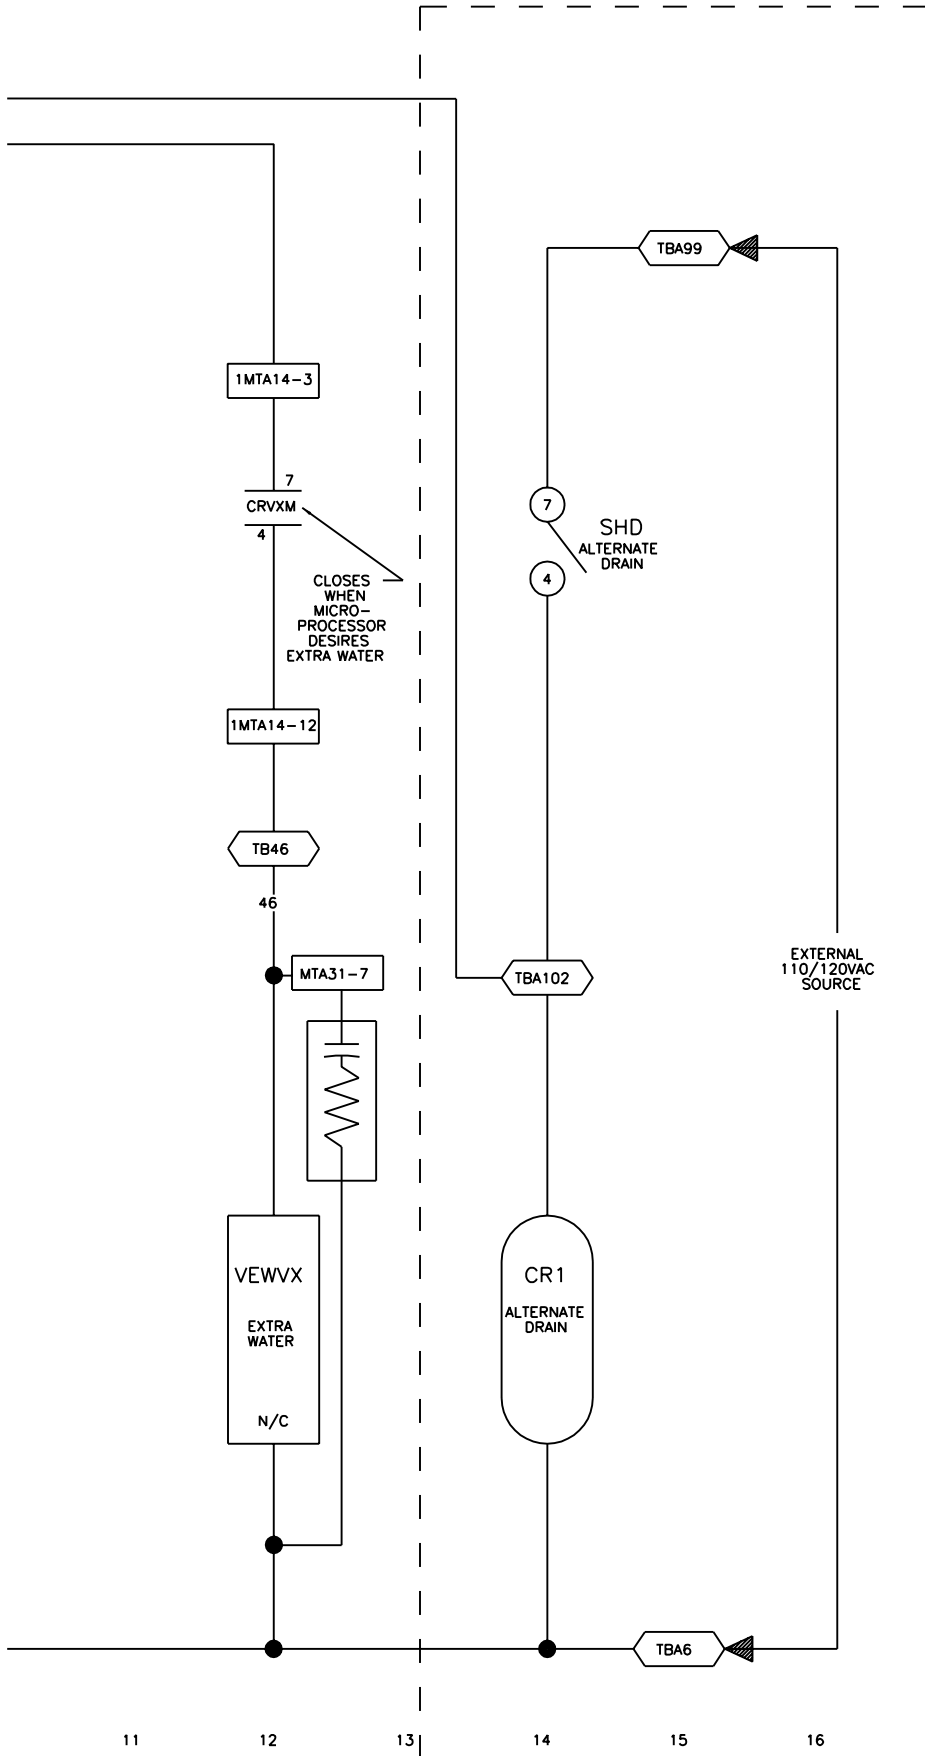 TBA99
1MTA14-3
7
CRVXM
4
7
SHD
ALTERNATE
DRAIN
4
CLOSES
WHEN
MICRO-
PROCESSOR
DESIRES
EXTRA WATER
1MTA14-12
TB46
46
MTA31-7
TBA102
EXTERNAL
110/120VAC
SOURCE
VEWVX
EXTRA
WATER
N/C
CR1
ALTERNATE
DRAIN
TBA6
11 12 13 14 15 16